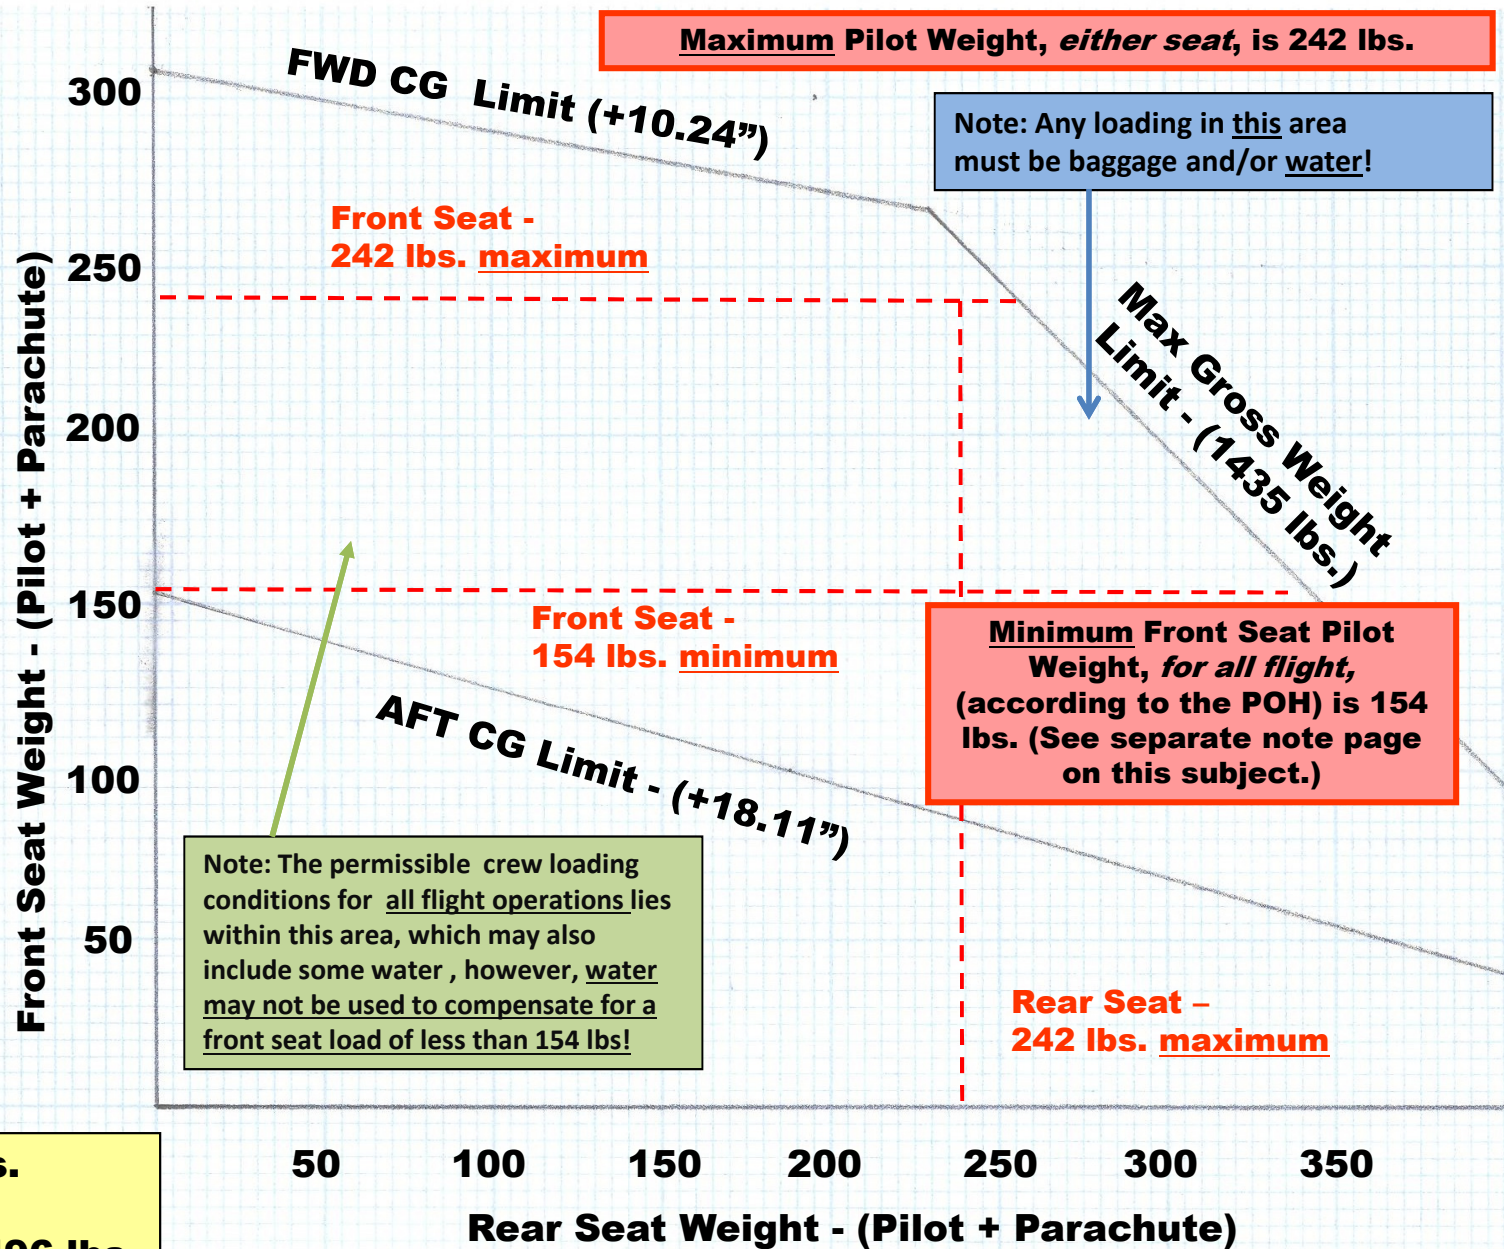 Maximum Pilot Weight, either seat, is 242 lbs.
FWD CG Limit (+10.24”)
Note: Any loading in this area
must be baggage and/or water!
Front Seat -
242 lbs. maximum
Max Gross Weight
Limit - (1435 lbs.)
Front Seat -
154 lbs. minimum
Minimum Front Seat Pilot
Weight, for all flight,
(according to the POH) is 154
lbs. (See separate note page
on this subject.)
AFT CG Limit - (+18.11”)
Note: The permissible crew loading
conditions for all flight operations lies
within this area, which may also
include some water , however, water
may not be used to compensate for a
front seat load of less than 154 lbs!
Rear Seat –
242 lbs. maximum
Front Seat Weight - (Pilot + Parachute)
300
250
200
150
100
50
50 100 150 200 250 300 350
Rear Seat Weight - (Pilot + Parachute)